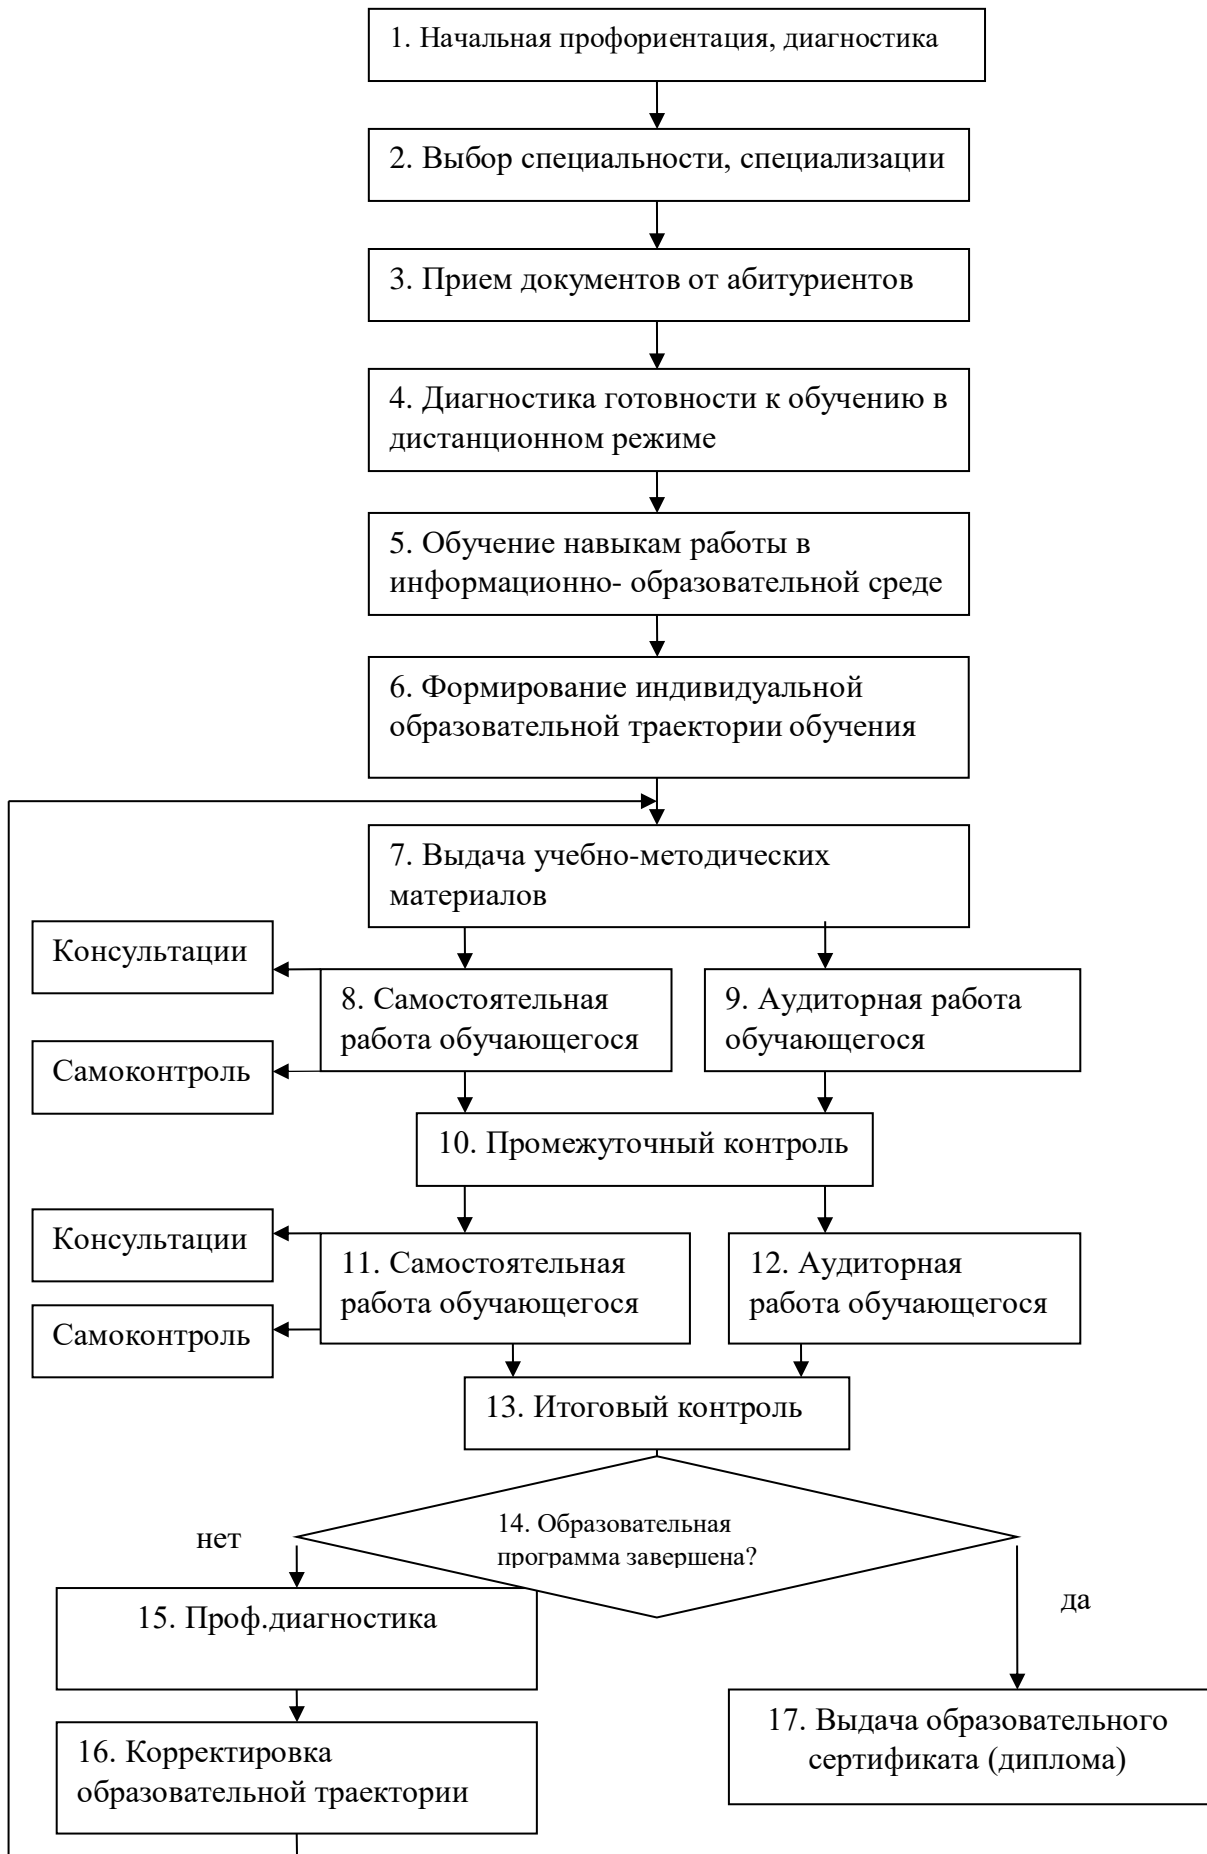 1. Начальная профориентация, диагностика
2. Выбор специальности, специализации
3. Прием документов от абитуриентов
4. Диагностика готовности к обучению в
дистанционном режиме
5. Обучение навыкам работы в
информационно- образовательной среде
6. Формирование индивидуальной
образовательной траектории обучения
7. Выдача учебно-методических
материалов
Консультации
8. Самостоятельная
работа обучающегося
9. Аудиторная работа
обучающегося
Самоконтроль
10. Промежуточный контроль
Консультации
11. Самостоятельная
работа обучающегося
12. Аудиторная
работа обучающегося
Самоконтроль
13. Итоговый контроль
14. Образовательная
программа завершена?
нет
да
15. Проф.диагностика
16. Корректировка
образовательной траектории
17. Выдача образовательного
сертификата (диплома)